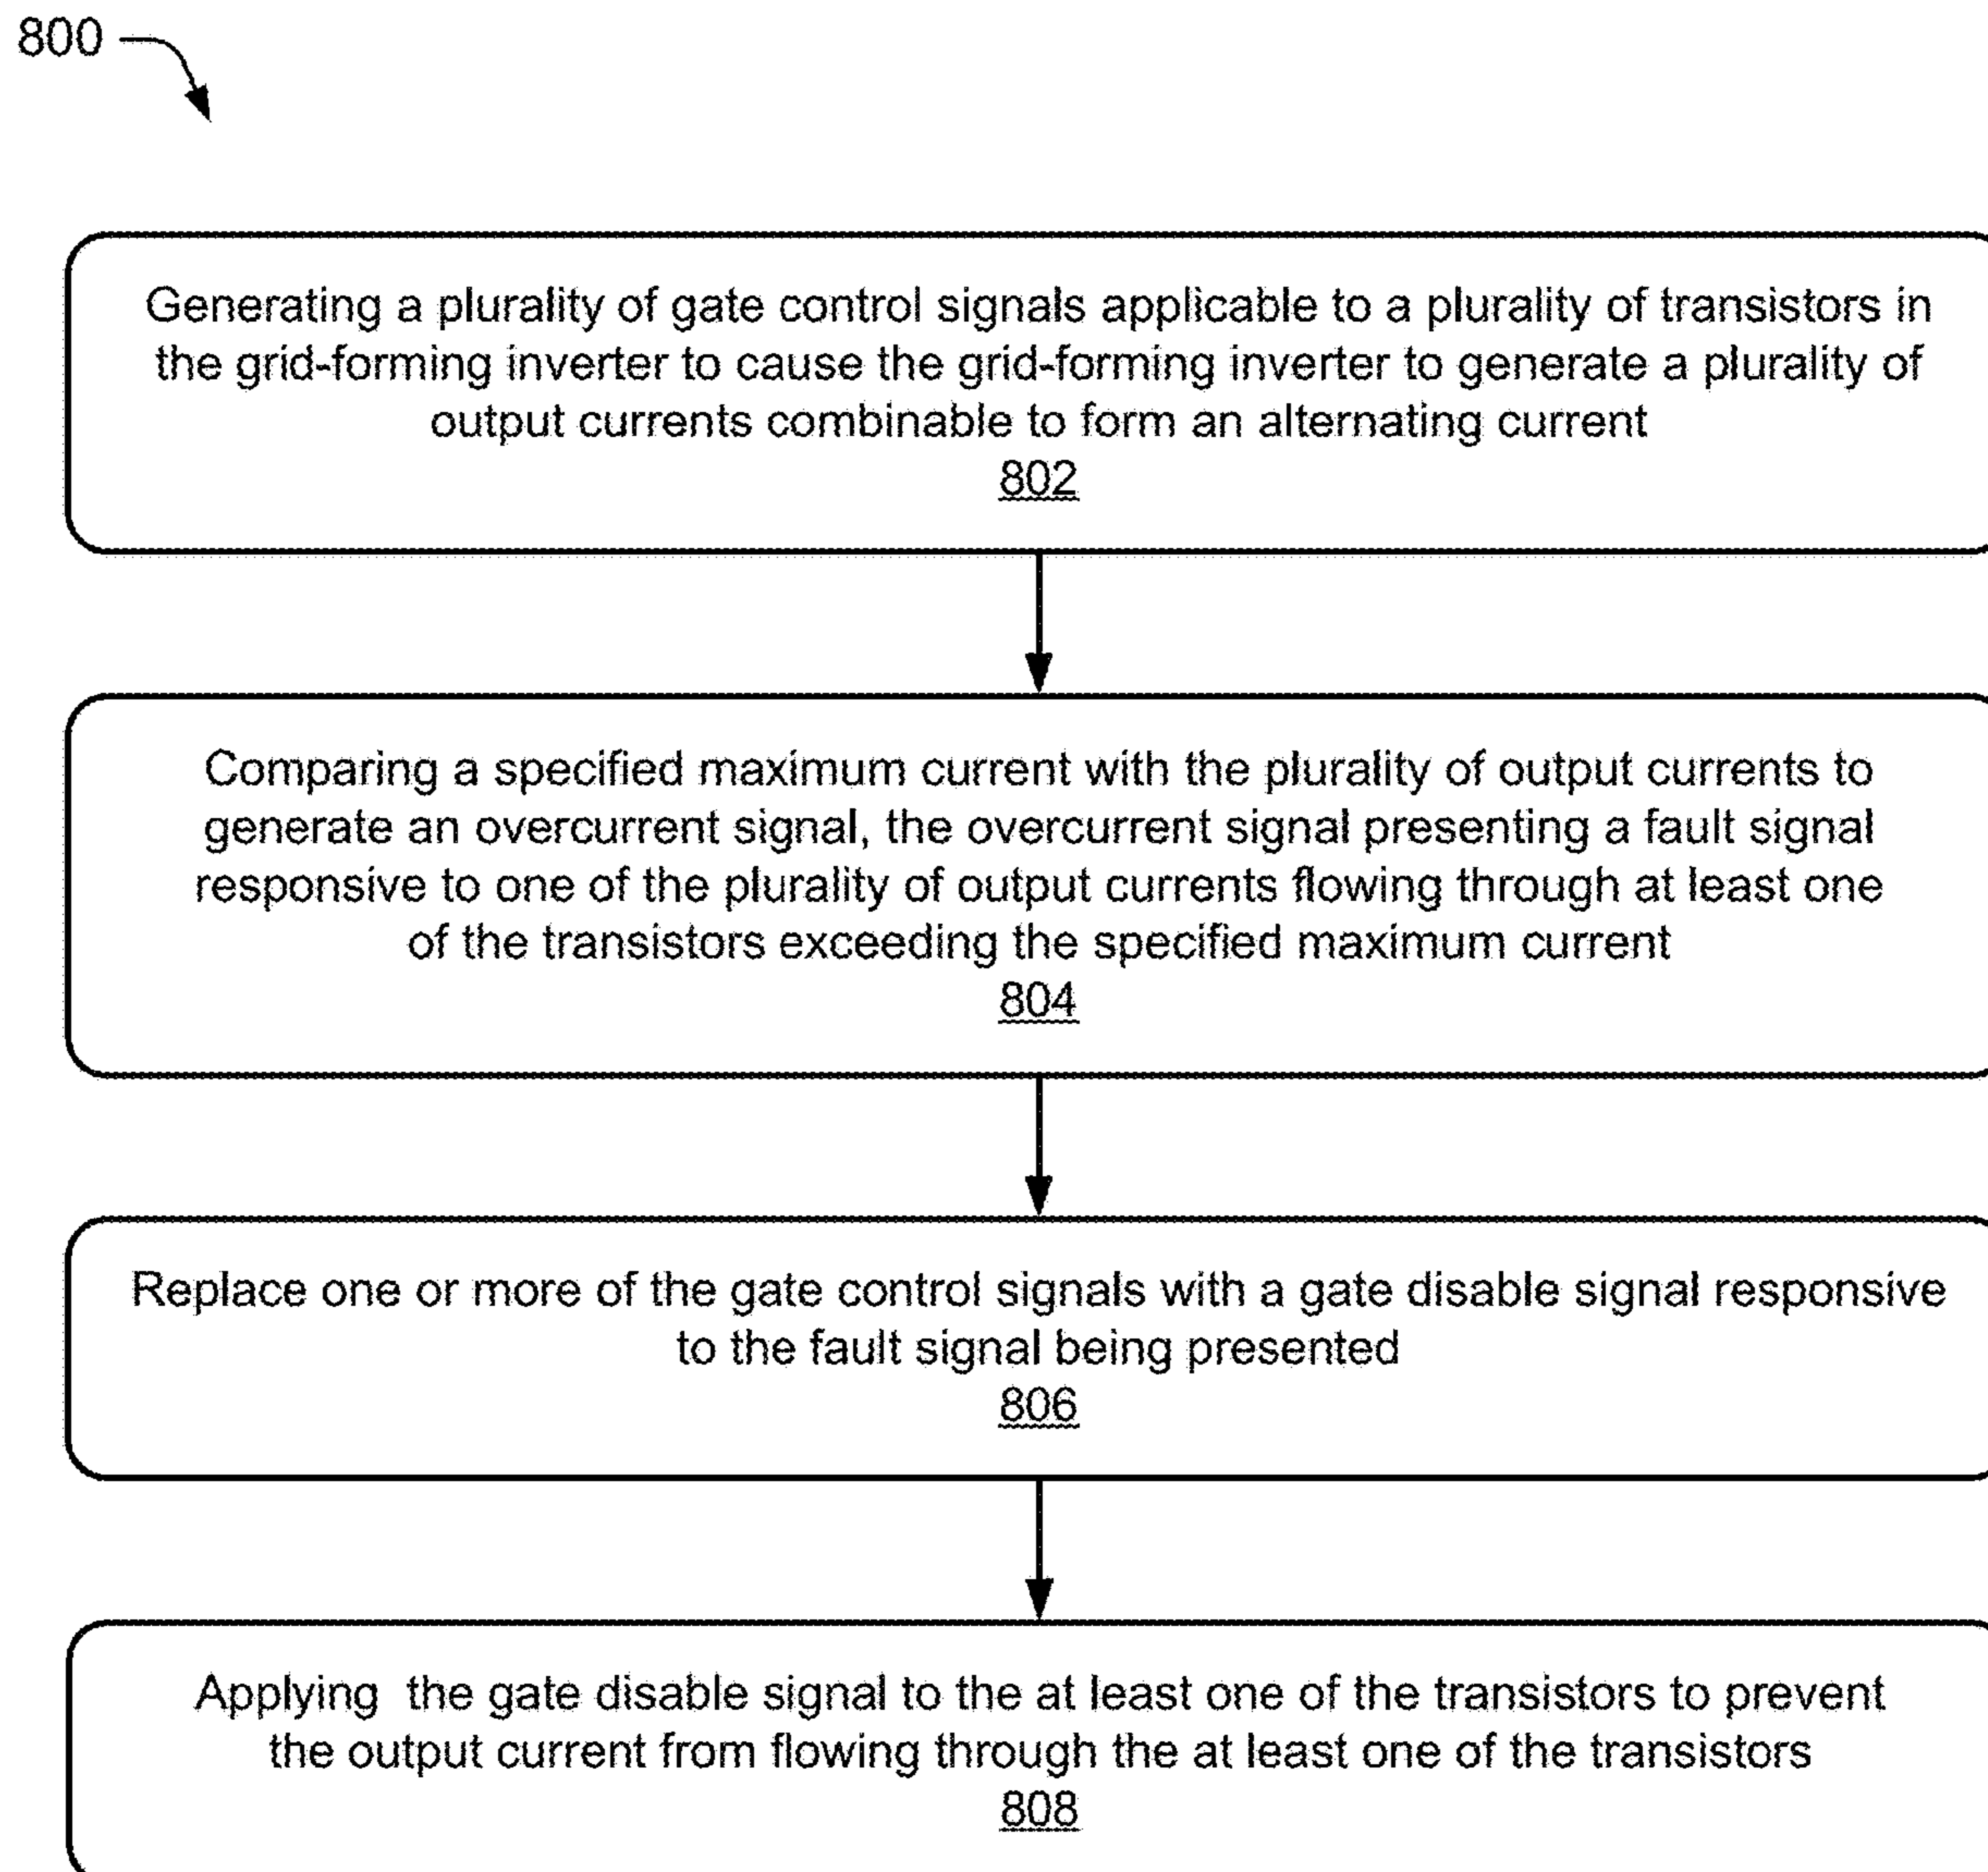 800
Generating a plurality of gate control signals applicable to a plurality of transistors in
the grid-forming inverter to cause the grid-forming inverter to generate a plurality of
output currents combinable to form an alternating current
802
Comparing a specified maximum current with the plurality of output currents to
generate an overcurrent signal, the overcurrent signal presenting a fault signal
responsive to one of the plurality of output currents flowing through at least one
of the transistors exceeding the specified maximum current
804
Replace one or more of the gate control signals with a gate disable signal responsive
to the fault signal being presented
806
Applying the gate disable signal to the at least one of the transistors to prevent
the output current from flowing through the at least one of the transistors
808